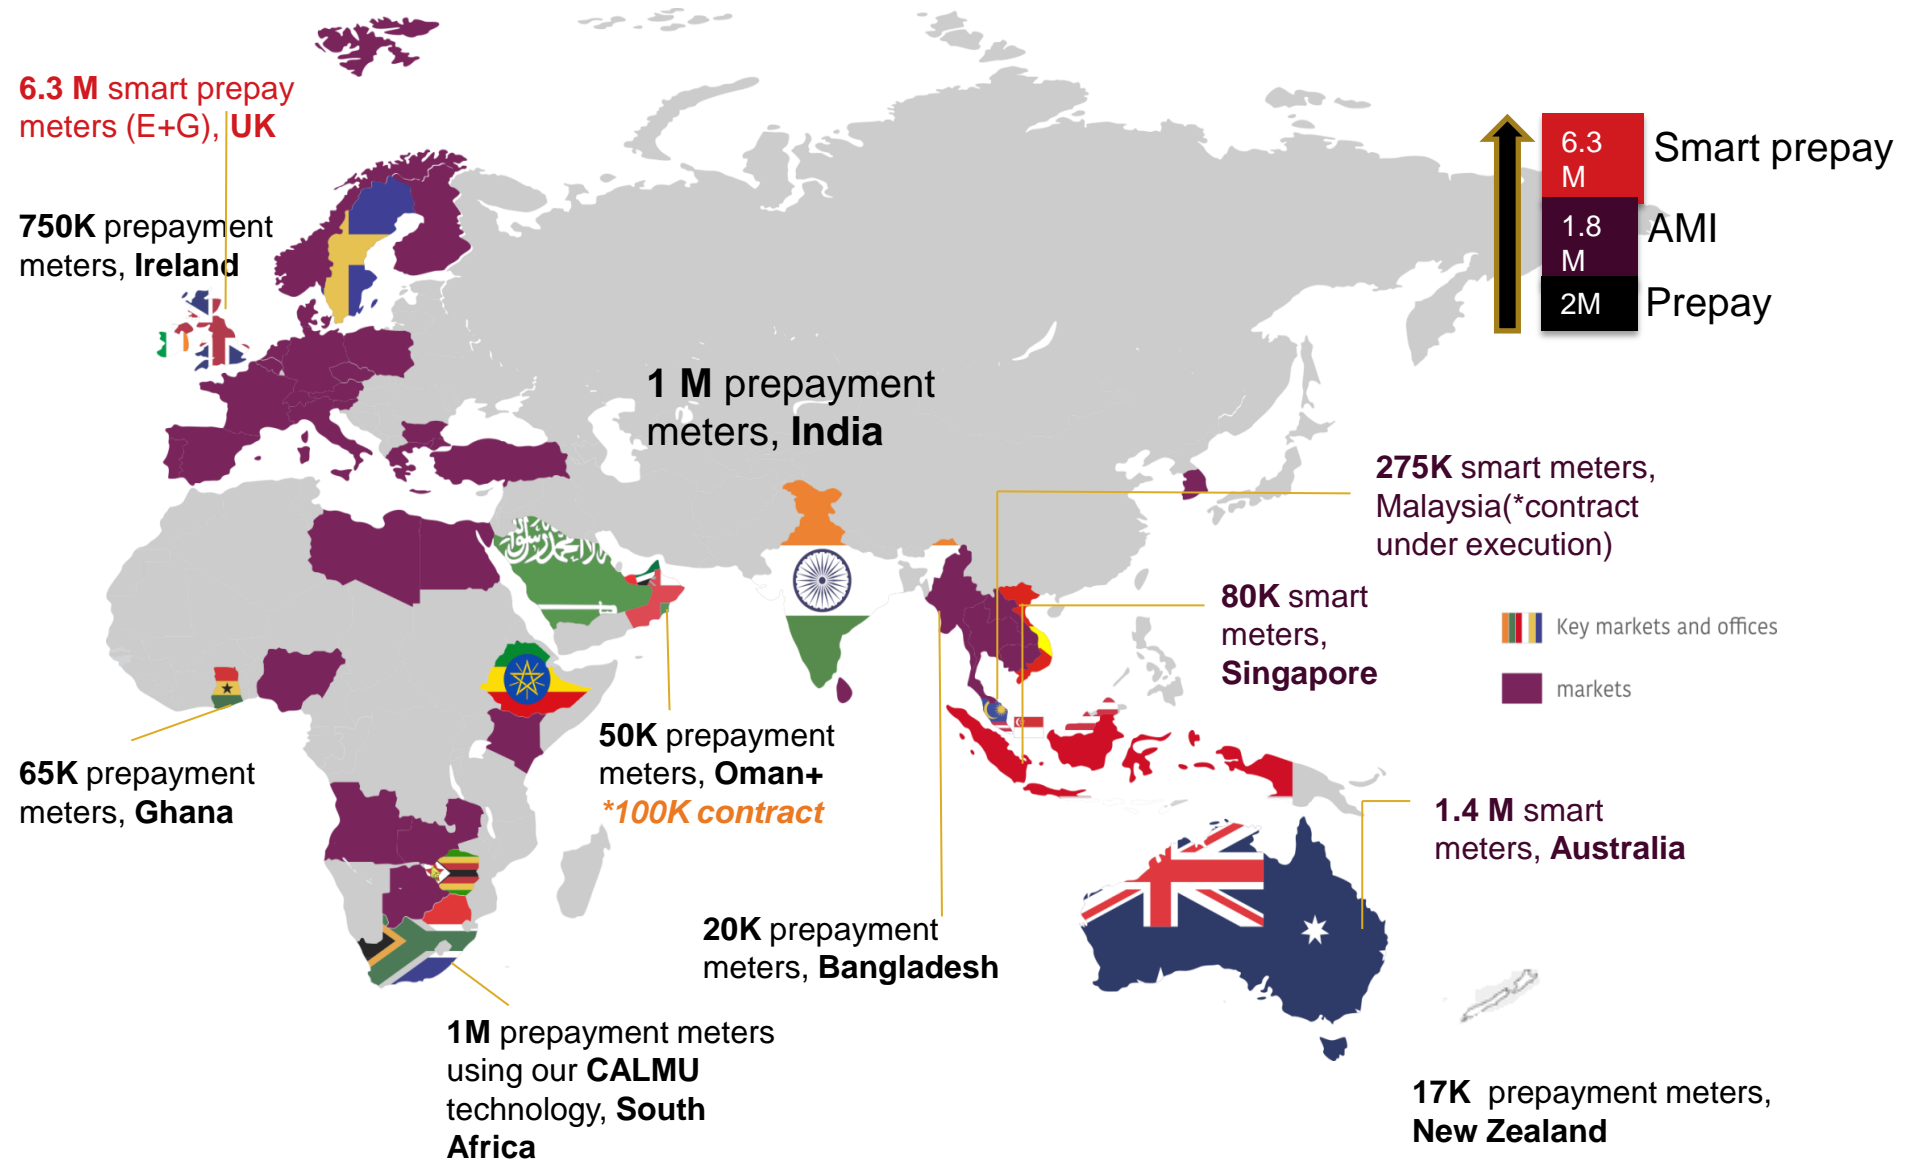 6.3 M smart prepay
meters (E+G), UK
750K prepayment
meters, Ireland
1 M prepayment
meters, India
6.3
M
Smart prepay
1.8
M
AMI
2M
Prepay
275K smart meters,
Malaysia(*contract
under execution)
80K smart
meters,
Singapore
Key markets and offices
markets
65K prepayment
meters, Ghana
50K prepayment
meters, Oman+
*100K contract
1.4 M smart
meters, Australia
20K prepayment
meters, Bangladesh
1M prepayment meters
using our CALMU
technology, South
Africa
17K  prepayment meters,
New Zealand